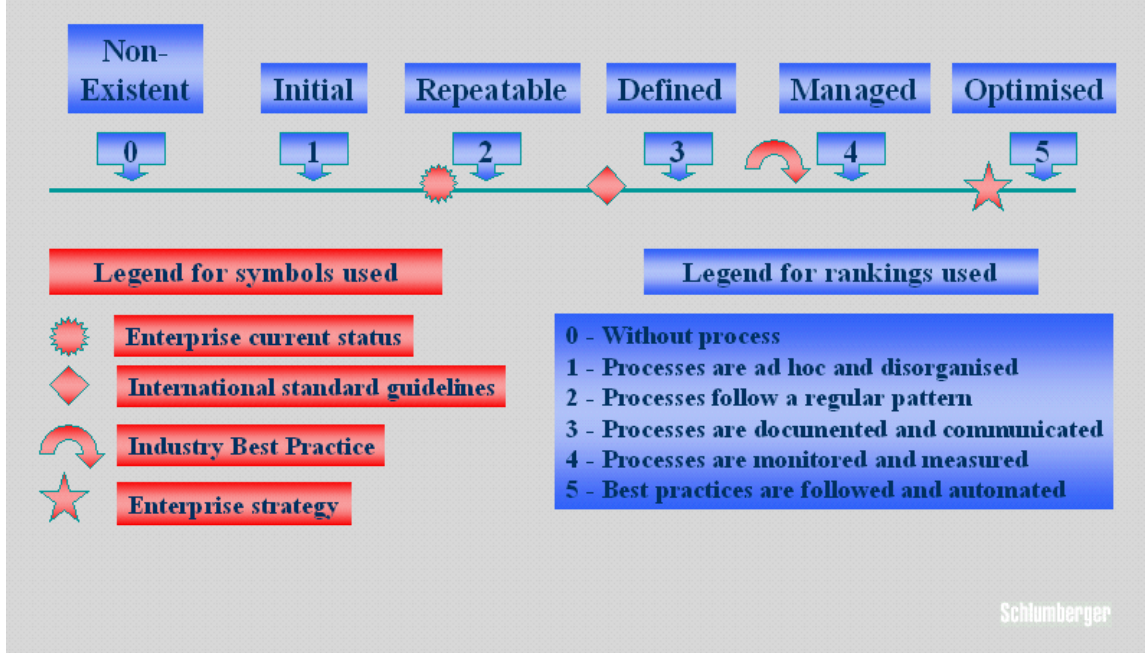 Non-
Existent
Initial
Repeatable
Defined
Managed
Optimised
0
1
2
3
4
5
Legend for symbols used
Enterprise current status
International standard guidelines
Industry Best Practice
Enterprise strategy
Legend for rankings used
0 - Without process
1 - Processes are ad hoc and disorganised
2 - Processes follow a regular pattern
3 - Processes are documented and communicated
4 - Processes are monitored and measured
5 - Best practices are followed and automated
Schlumberger